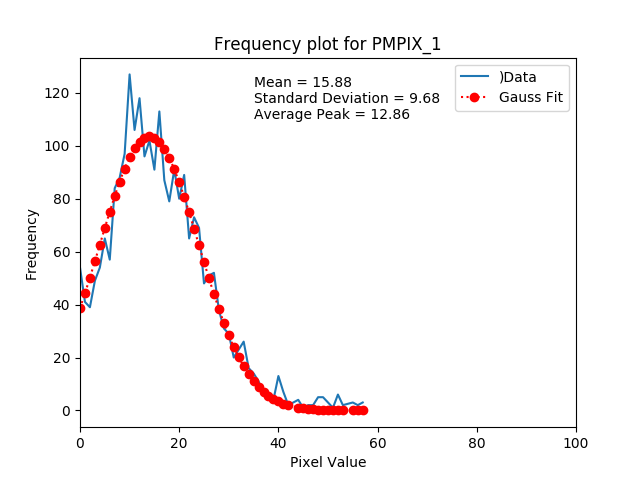 Frequency plot for PMPIX_1
Mean = 15.88
Standard Deviation = 9.68
Average Peak = 12.86
)Data
Gauss Fit
Frequency
120
100
80
60
40
20
0
0 20 40 60 80 100
Pixel Value